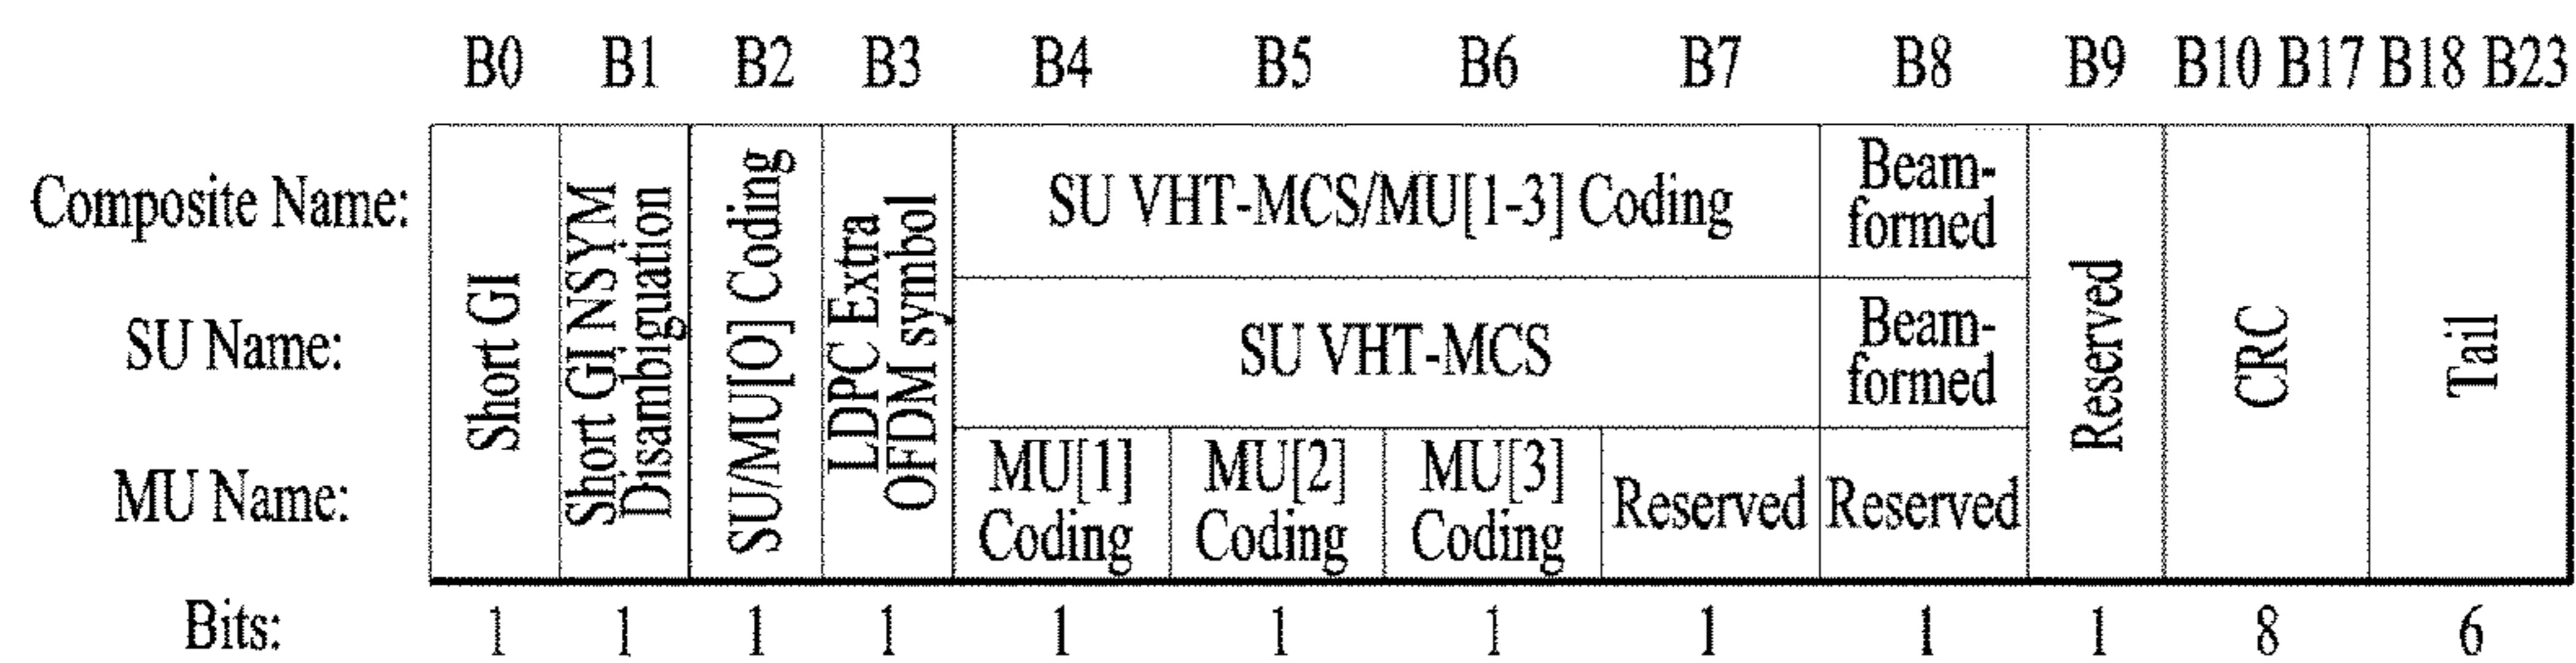 B0 B1 B2 B3 B4 B5 B6 B7 B8 B9 B10 B17 B18 B23
Composite Name:
SU Name:
MU Name:
Short GI
Short GI NSYM
Disambiguation
SU/MU[O] Coding
LDPC Extra
OFDM symbol
SU VHT-MCS/MU[1-3] Coding
Beam-
formed
SU VHT-MCS
Beam-
formed
MU[1]
Coding
MU[2]
Coding
MU[3]
Coding
Reserved
Reserved
Reserved
CRC
Tail
Bits: 1 1 1 1 1 1 1 1 1 1 8 6